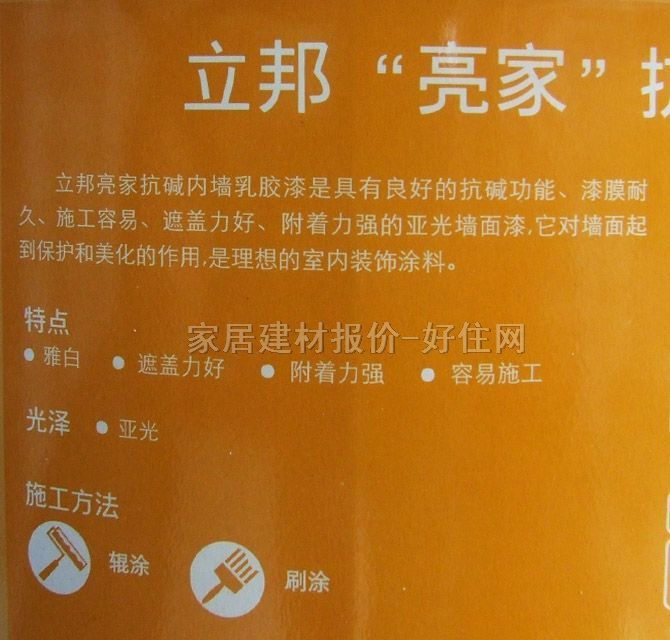 立邦 “亮家” 抗
立邦亮家抗碱内墙乳胶漆是具有良好的抗碱功能、漆膜耐
久、施工容易、遮盖力好、附着力强的亚光墙面漆,它对墙面起
到保护和美化的作用,是理想的室内装饰涂料。
特点
家居建材报价-好住网
• 雅白 • 遮盖力好 • 附着力强 • 容易施工
光泽 • 亚光
施工方法
辊涂 刷涂